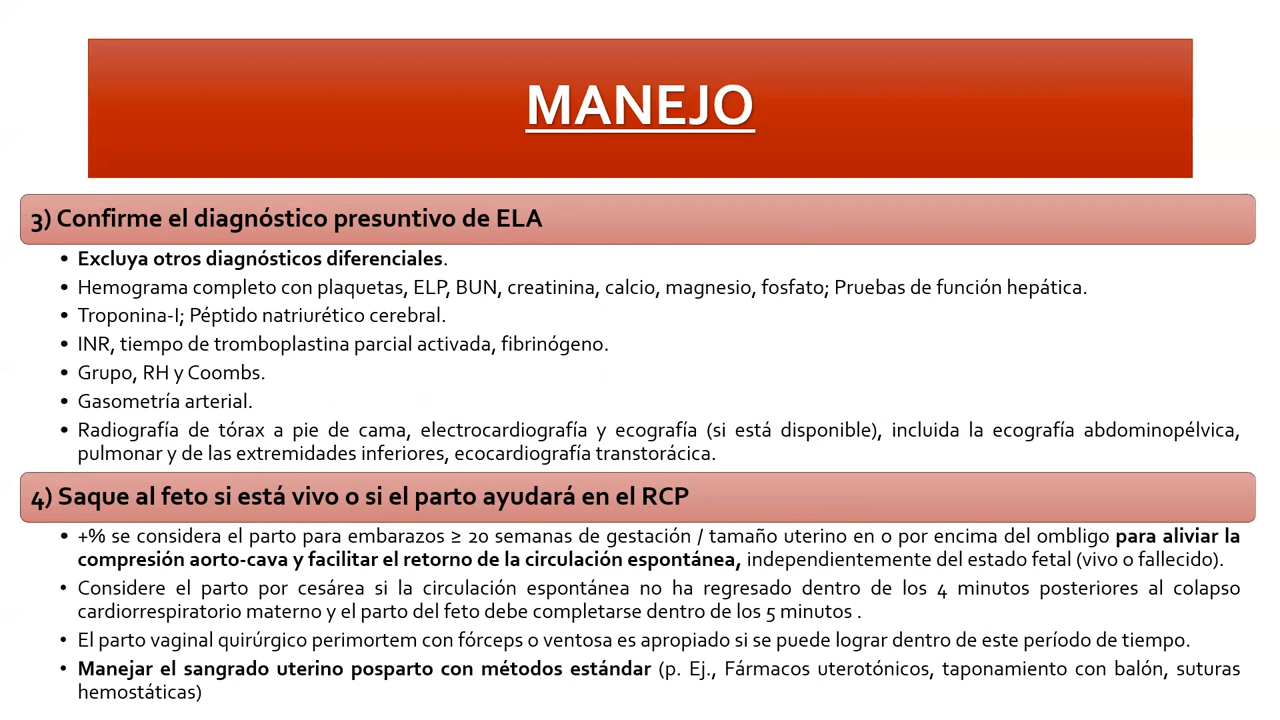 MANEJO
3) Confirme el diagnóstico presuntivo de ELA
• Excluya otros diagnósticos diferenciales.
• Hemograma completo con plaquetas, ELP, BUN, creatinina, calcio, magnesio, fosfato; Pruebas de función hepática.
• Troponina-I; Péptido natriurético cerebral.
• INR, tiempo de tromboplastina parcial activada, fibrinógeno.
• Grupo, RH y Coombs.
• Gasometría arterial.
• Radiografía de tórax a pie de cama, electrocardiografía y ecografía (si está disponible), incluida la ecografía abdominopélvica,
pulmonar y de las extremidades inferiores, ecocardiografía transtorácica.
4) Saque al feto si está vivo o si el parto ayudará en el RCP
• +% se considera el parto para embarazos ≥ 20 semanas de gestación / tamaño uterino en o por encima del ombligo para aliviar la
compresión aorto-cava y facilitar el retorno de la circulación espontánea, independientemente del estado fetal (vivo o fallecido).
• Considere el parto por cesárea si la circulación espontánea no ha regresado dentro de los 4 minutos posteriores al colapso
cardiorrespiratorio materno y el parto del feto debe completarse dentro de los 5 minutos .
• El parto vaginal quirúrgico perimortem con fórceps o ventosa es apropiado si se puede lograr dentro de este período de tiempo.
• Manejar el sangrado uterino posparto con métodos estándar (p. Ej., Fármacos uterotónicos, taponamiento con balón, suturas
hemostáticas)